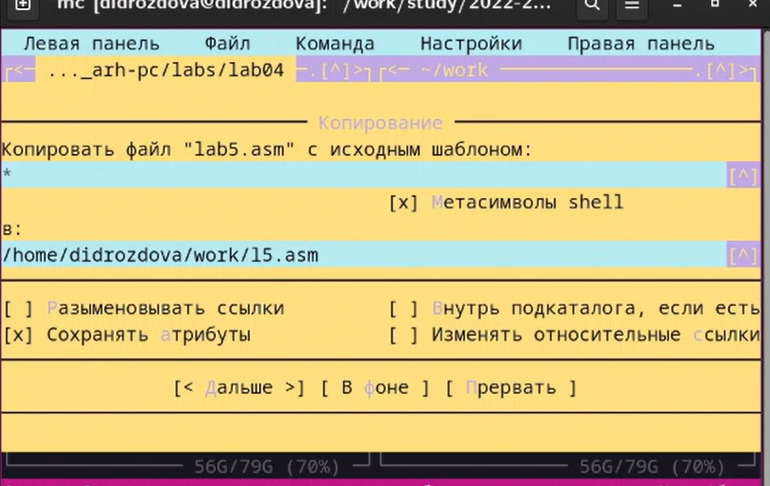 mc [didrozdova@didrozdova]: ~/work/study/2022-2...
Левая панель Файл Команда Настройки Правая панель
<— ..._arh-pc/labs/lab04 —.[^]> <— ~/work —.[^]>
Копирование
Копировать файл "lab5.asm" с исходным шаблоном:
* [^]
[x] Метасимволы shell
в:
/home/didrozdova/work/l5.asm [^]
[ ] Разыменовывать ссылки [ ] Внутрь подкаталога, если есть
[x] Сохранять атрибуты [ ] Изменять относительные ссылки
[< Дальше >] [ В фоне ] [ Прервать ]
56G/79G (70%) 56G/79G (70%)